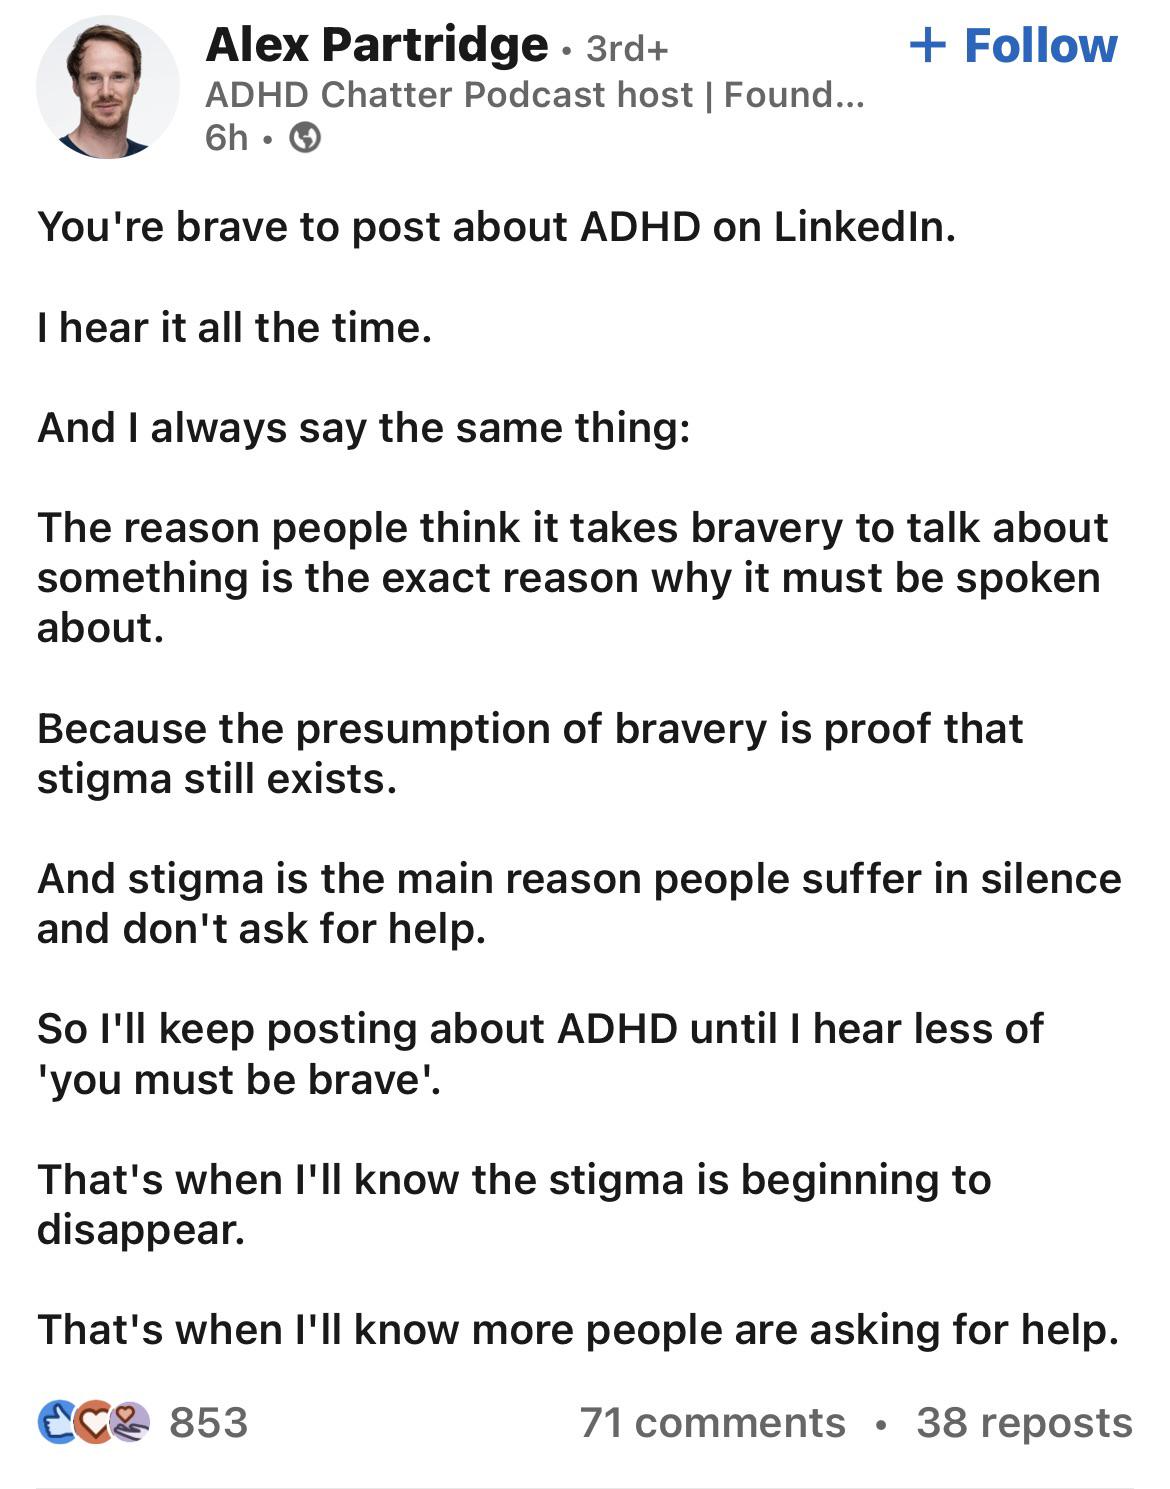 Alex Partridge • 3rd+
+ Follow
ADHD Chatter Podcast host | Found...
6h •
You're brave to post about ADHD on LinkedIn.
I hear it all the time.
And I always say the same thing:
The reason people think it takes bravery to talk about
something is the exact reason why it must be spoken
about.
Because the presumption of bravery is proof that
stigma still exists.
And stigma is the main reason people suffer in silence
and don't ask for help.
So I'll keep posting about ADHD until I hear less of
'you must be brave'.
That's when I'll know the stigma is beginning to
disappear.
That's when I'll know more people are asking for help.
853
71 comments • 38 reposts